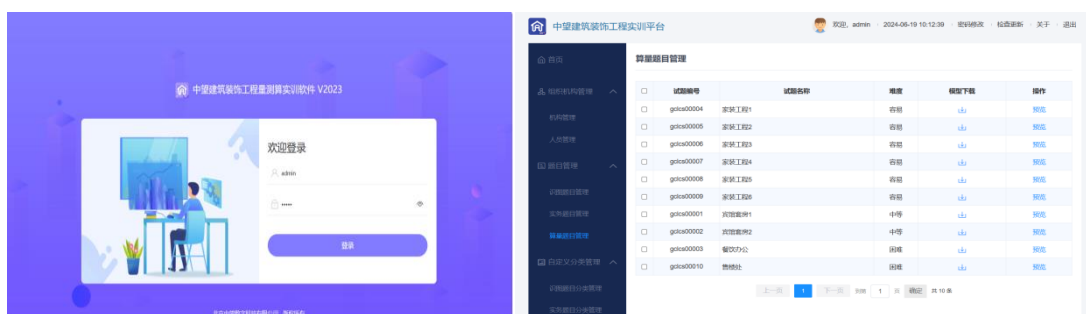 中望建筑装饰工程量测算实训软件 V2023
欢迎登录
admin
•••••
登录
中望建筑装饰工程实训平台
欢迎, admin
2024-06-19 10:12:39
密码修改
检查更新
关于
退出
首页
组织机构管理
机构管理
人员管理
题目管理
识图题目管理
实务题目管理
算量题目管理
自定义分类管理
识图题目分类管理
实务题目分类管理
算量题目管理
试题编号 试题名称 难度 模型下载 操作
gclcs00004 家装工程1 容易 预览
gclcs00005 家装工程2 容易 预览
gclcs00006 家装工程3 容易 预览
gclcs00007 家装工程4 容易 预览
gclcs00008 家装工程5 容易 预览
gclcs00009 家装工程6 容易 预览
gclcs00001 宾馆套房1 中等 预览
gclcs00002 宾馆套房2 中等 预览
gclcs00003 餐饮办公 困难 预览
gclcs00010 售楼处 困难 预览
上一页 1 下一页 到第 1 页 确定 共 10 条